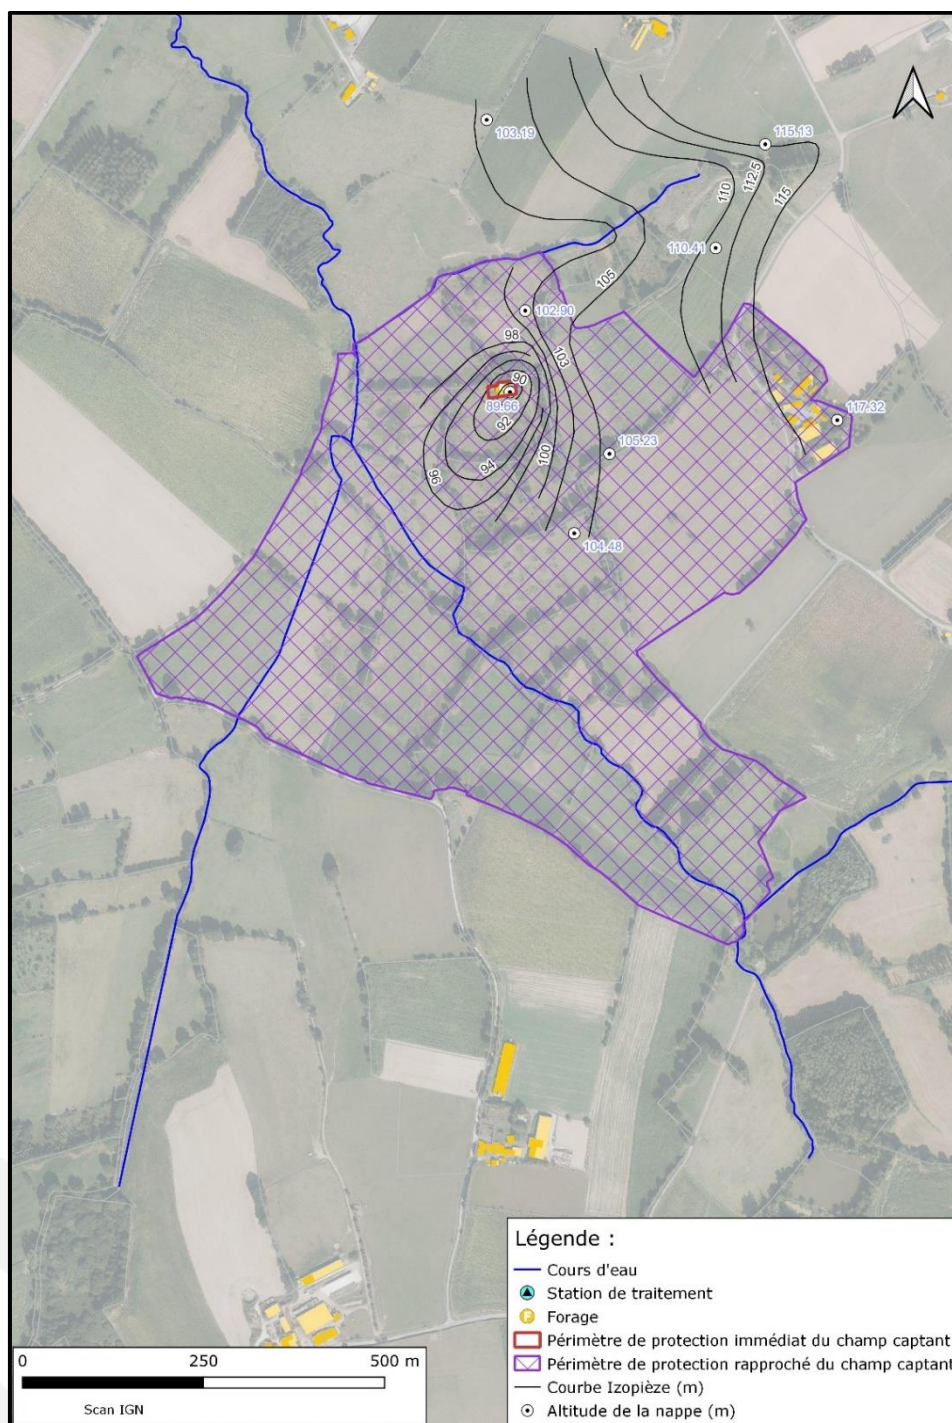 103.19
115.13
110
112.5
115
110.41
105
102.90
98
103
90
89.66
92
117.32
105.23
100
94
96
104.48
Légende :
Cours d'eau
Station de traitement
F Forage
Périmètre de protection immédiat du champ captant
Périmètre de protection rapproché du champ captant
Courbe Izopièze (m)
Altitude de la nappe (m)
0 250 500 m
Scan IGN